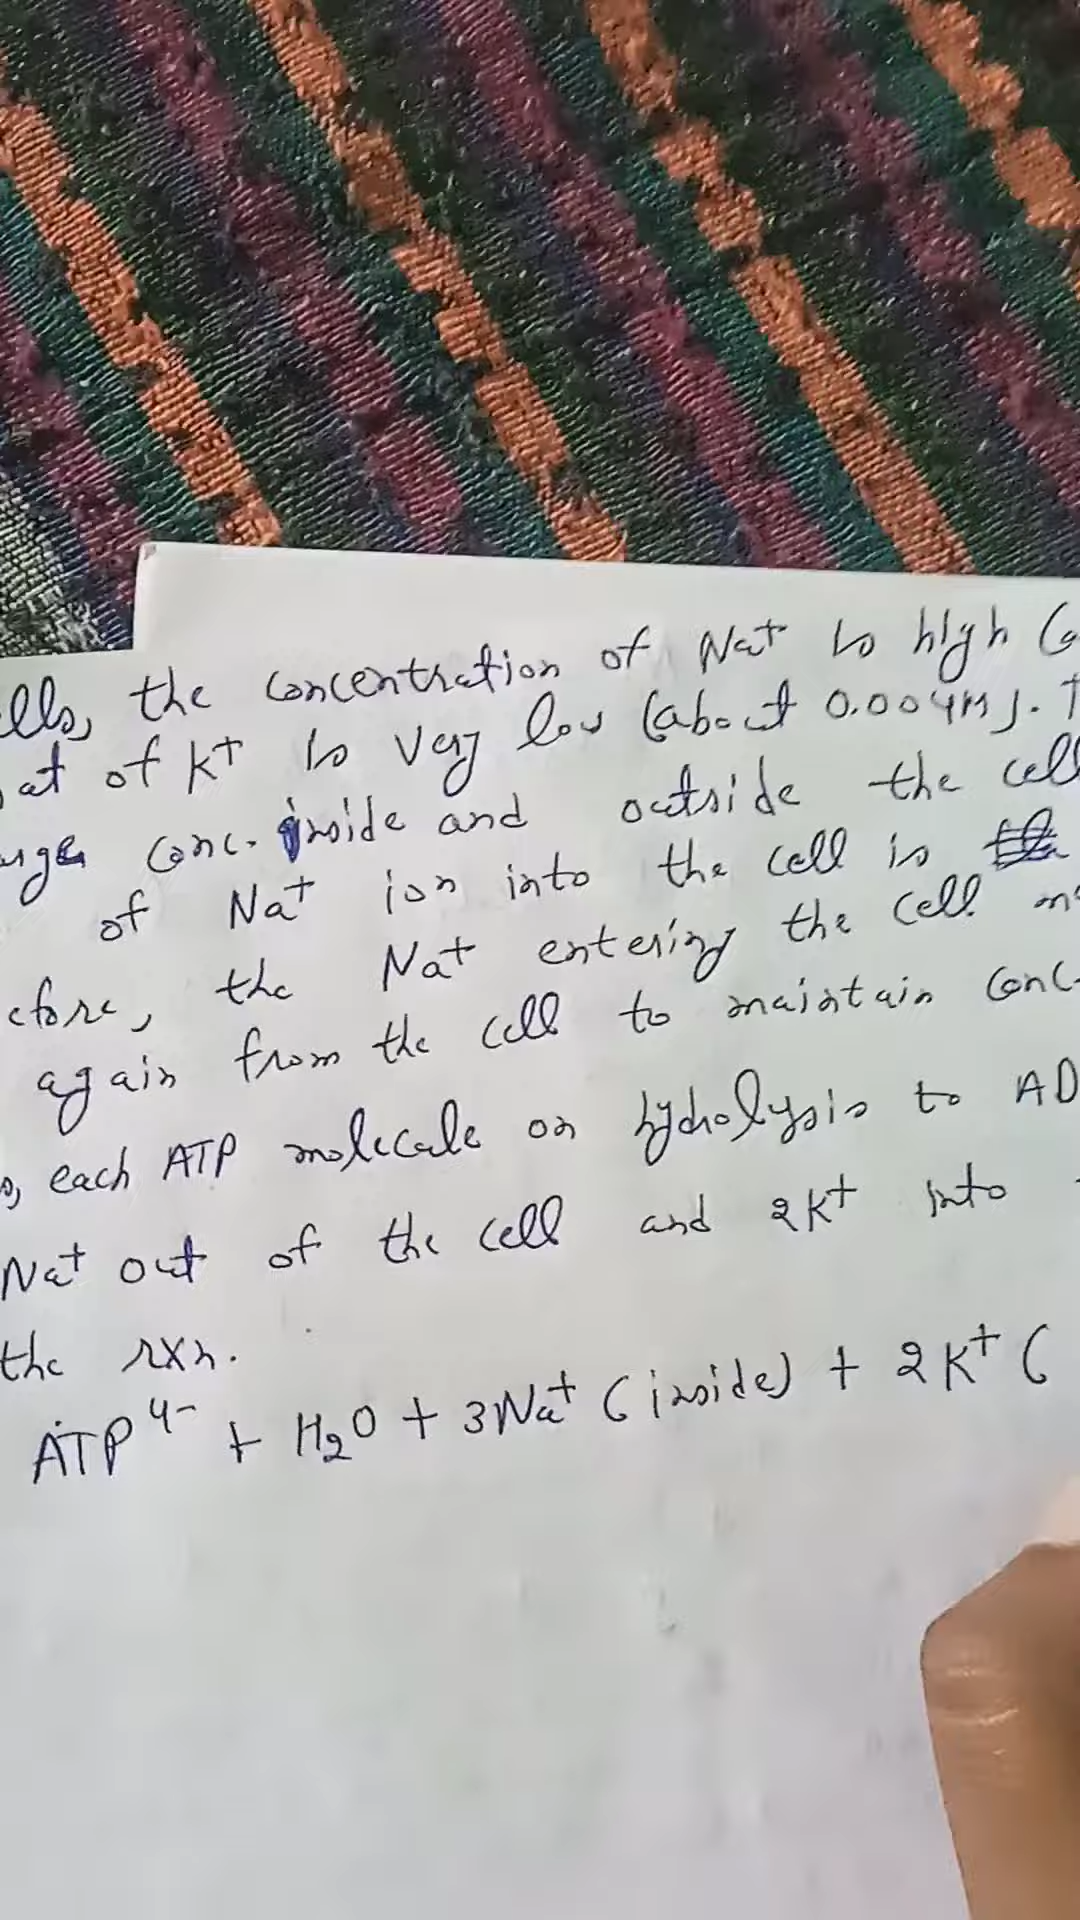 ells, the concentration of Na+ is high (a
at of K+ is very low (about 0.004M). T
conc. inside and outside the cell
of Na+ ion into the cell is
efore, the Na+ entering the cell
again from the cell to maintain conc.
each ATP molecule on hydrolysis to AD
Na+ out of the cell and 2K+ into
the rxn.
ATP⁴⁻ + H₂O + 3Na⁺ (inside) + 2K⁺ (